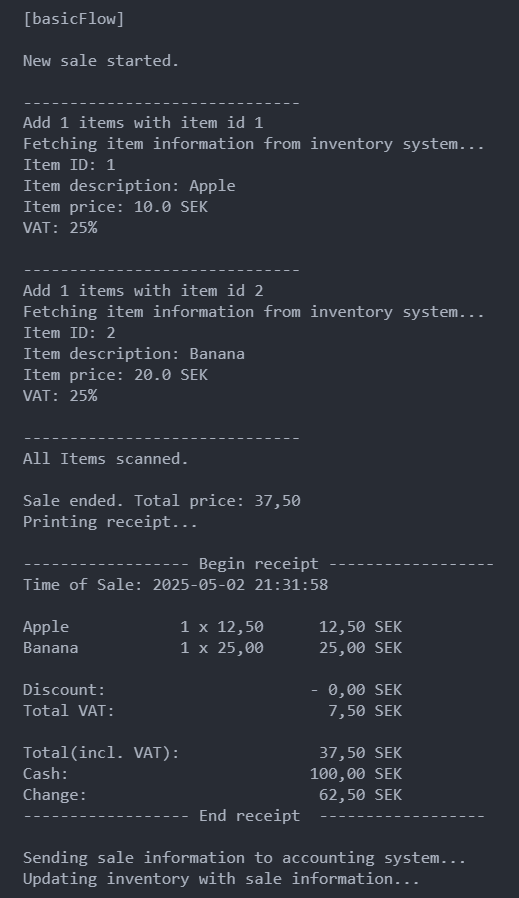 [basicFlow]

New sale started.

------------------------------
Add 1 items with item id 1
Fetching item information from inventory system...
Item ID: 1
Item description: Apple
Item price: 10.0 SEK
VAT: 25%

------------------------------
Add 1 items with item id 2
Fetching item information from inventory system...
Item ID: 2
Item description: Banana
Item price: 20.0 SEK
VAT: 25%

------------------------------
All Items scanned.

Sale ended. Total price: 37,50
Printing receipt...

------------------ Begin receipt ------------------
Time of Sale: 2025-05-02 21:31:58

Apple            1 x 12,50      12,50 SEK
Banana           1 x 25,00      25,00 SEK

Discount:                      - 0,00 SEK
Total VAT:                       7,50 SEK

Total(incl. VAT):               37,50 SEK
Cash:                          100,00 SEK
Change:                         62,50 SEK
------------------ End receipt  ------------------

Sending sale information to accounting system...
Updating inventory with sale information...